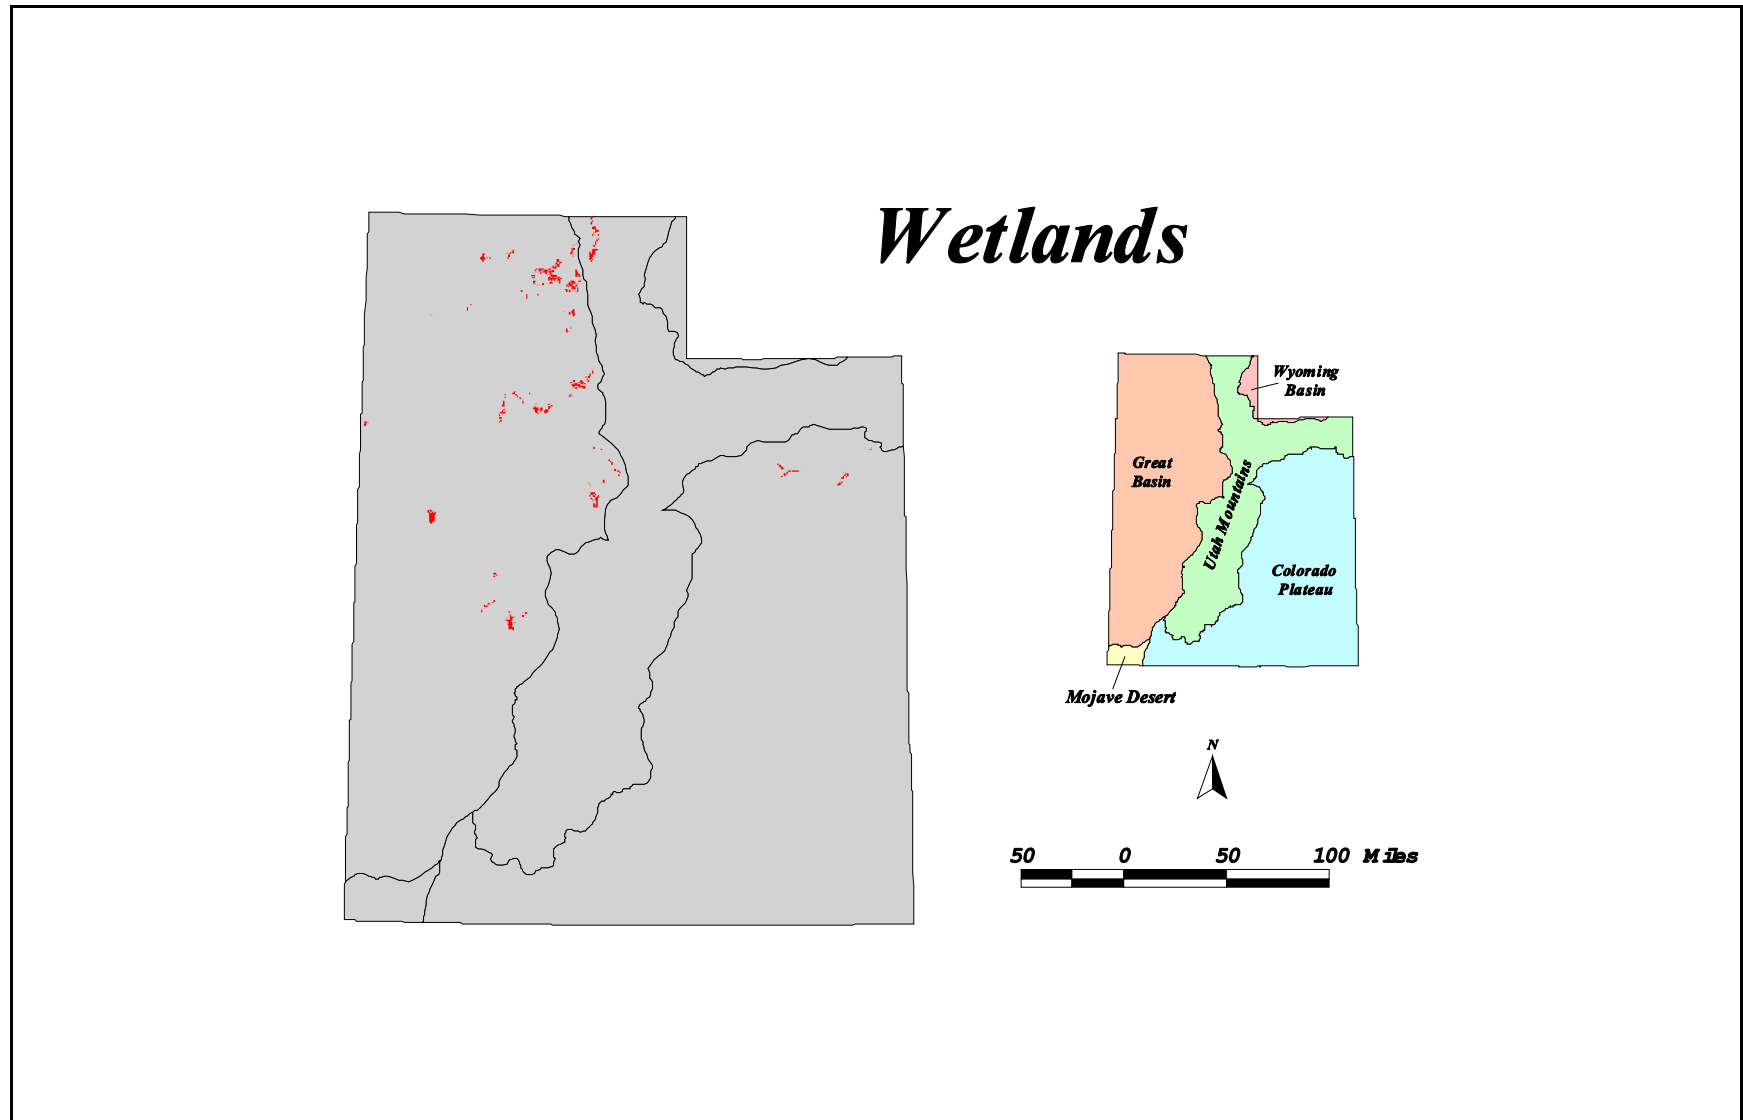 Wetlands
Wyoming
Basin
Great
Basin
Utah Mountains
Colorado
Plateau
Mojave Desert
N
50 0 50 100 Miles